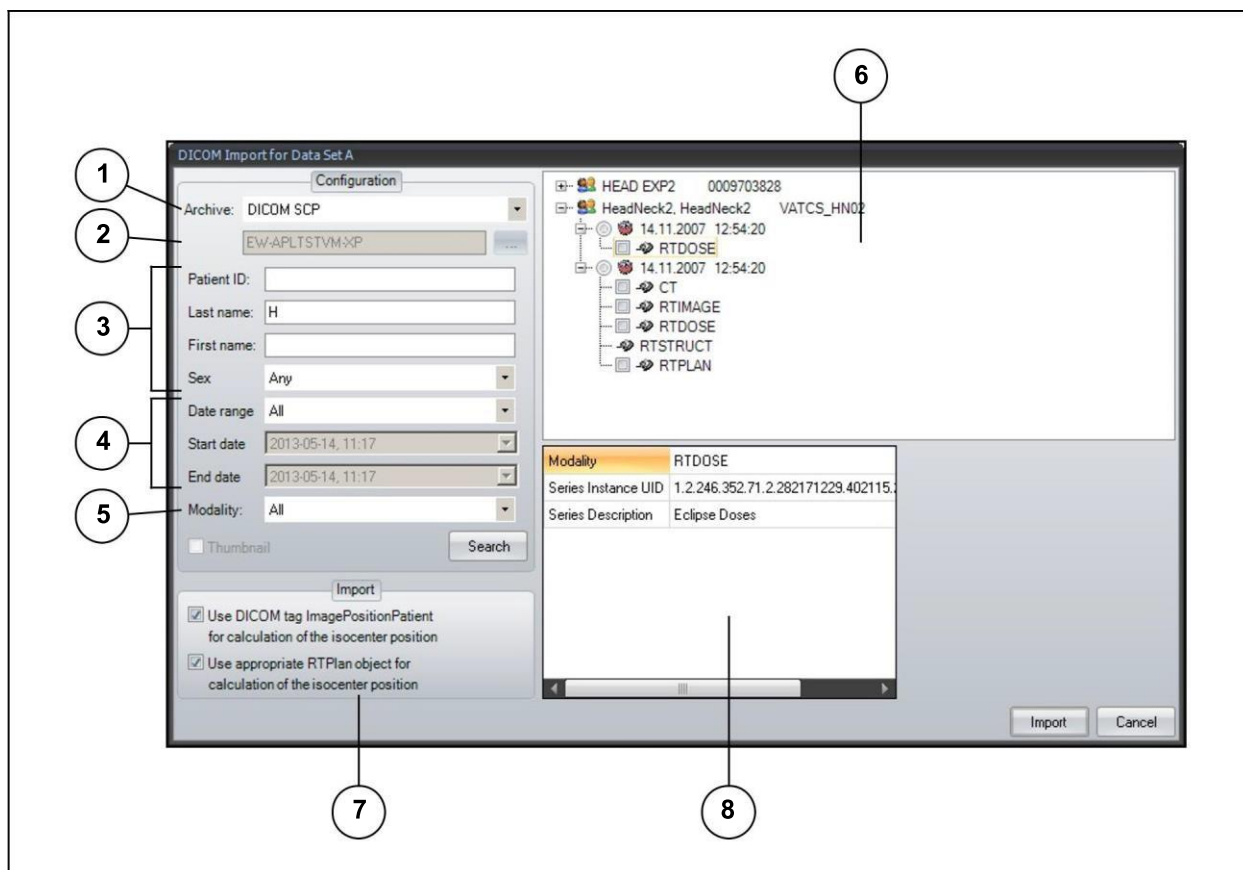 6
DICOM Import for Data Set A
1
Configuration
Archive: DICOM SCP
2
EW-APLTSTVM-XP ...
3
Patient ID:
Last name: H
First name:
Sex Any
4
Date range All
Start date 2013-05-14, 11:17
End date 2013-05-14, 11:17
5
Modality: All
Thumbnail Search
Import
Use DICOM tag ImagePositionPatient
for calculation of the isocenter position
Use appropriate RTPlan object for
calculation of the isocenter position
HEAD EXP2 0009703828
HeadNeck2, HeadNeck2 VATCS_HN02
14.11.2007 12:54:20
RTDOSE
14.11.2007 12:54:20
CT
RTIMAGE
RTDOSE
RTSTRUCT
RTPLAN
Modality RTDOSE
Series Instance UID 1.2.246.352.71.2.282171229.402115.
Series Description Eclipse Doses
Import Cancel
7
8